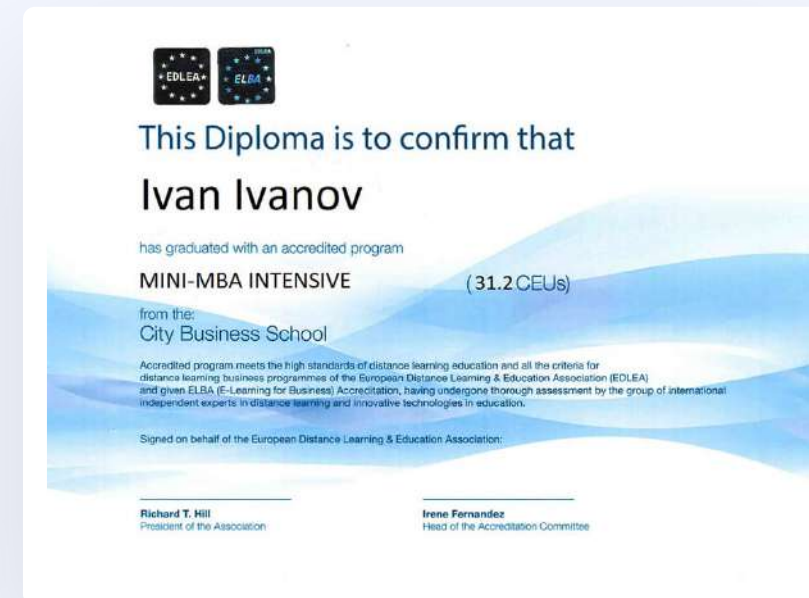 EDLEA
ELBA
This Diploma is to confirm that
Ivan Ivanov
has graduated with an accredited program
MINI-MBA INTENSIVE (31.2 CEUs)
from the:
City Business School
Accredited program meets the high standards of distance learning education and all the criteria for
distance learning business programmes of the European Distance Learning & Education Association (EDLEA)
and given ELBA (E-Learning for Business) Accreditation, having undergone thorough assessment by the group of international
independent experts in distance learning and innovative technologies in education.
Signed on behalf of the European Distance Learning & Education Association:
Richard T. Hill
President of the Association
Irene Fernandez
Head of the Accreditation Committee